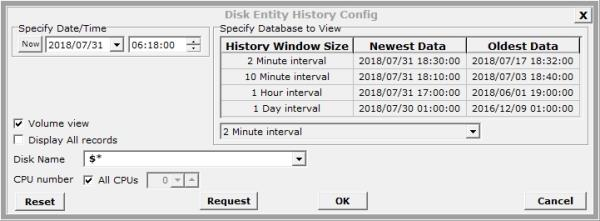 Disk Entity History Config
X
Specify Date/Time
Now 2018/07/31 06:18:00
Specify Database to View
History Window Size Newest Data Oldest Data
2 Minute interval 2018/07/31 18:30:00 2018/07/17 18:32:00
10 Minute interval 2018/07/31 18:10:00 2018/07/03 18:40:00
1 Hour interval 2018/07/31 17:00:00 2018/06/01 19:00:00
1 Day interval 2018/07/30 01:00:00 2016/12/09 01:00:00
2 Minute interval
Volume view
Display All records
Disk Name $*
CPU number All CPUs 0
Reset Request OK Cancel